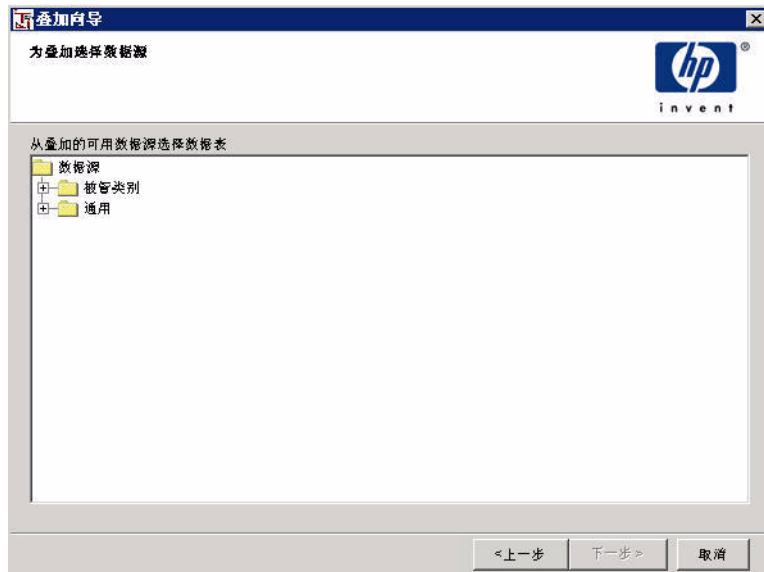 叠加向导
为叠加选择数据源
hp
®
invent
从叠加的可用数据源选择数据表
数据源
被管类别
通用
<上一步
下一步>
取消